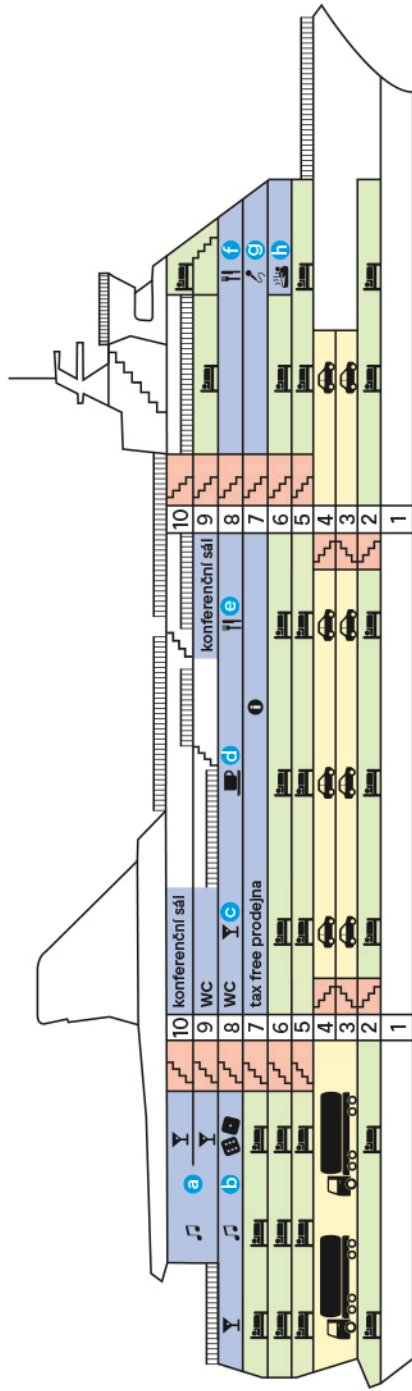 10 konferenční sál 10
a
9 WC konferenční sál 9
b 8 WC c d e 8 f
7 tax free prodejna i 7 g
6 6 h
5 5
4 4
3 3
2 2
1 1